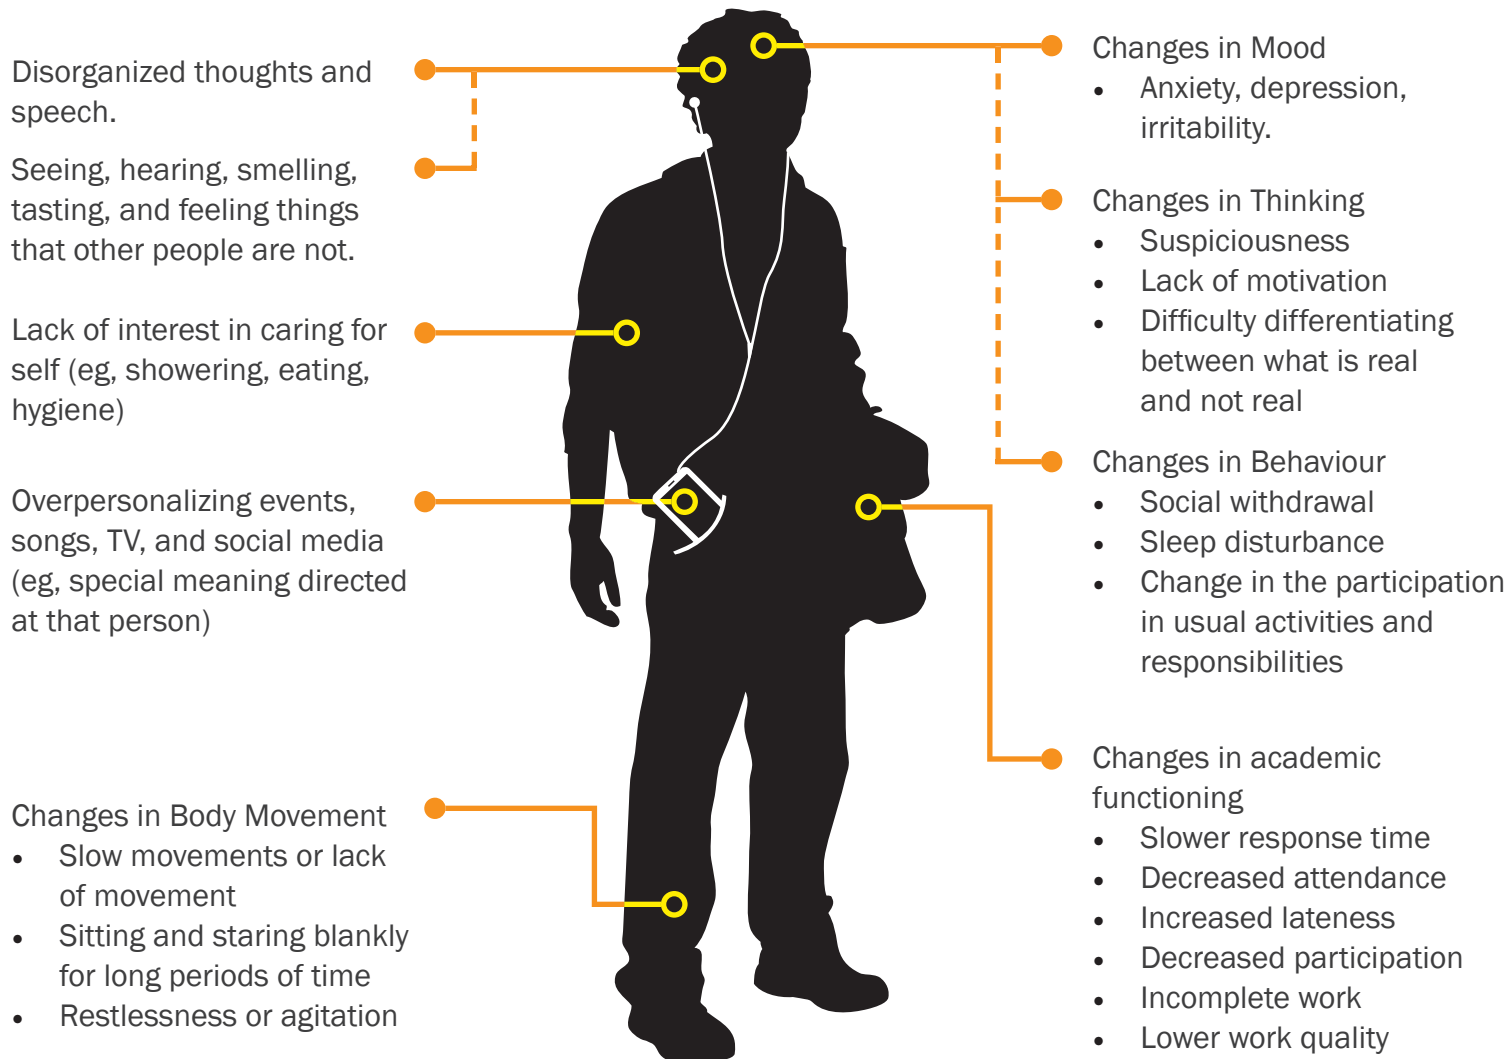 Disorganized thoughts and
speech.
Seeing, hearing, smelling,
tasting, and feeling things
that other people are not.
Lack of interest in caring for
self (eg, showering, eating,
hygiene)
Overpersonalizing events,
songs, TV, and social media
(eg, special meaning directed
at that person)
Changes in Body Movement
• Slow movements or lack
of movement
• Sitting and staring blankly
for long periods of time
• Restlessness or agitation
Changes in Mood
• Anxiety, depression,
irritability.
Changes in Thinking
• Suspiciousness
• Lack of motivation
• Difficulty differentiating
between what is real
and not real
Changes in Behaviour
• Social withdrawal
• Sleep disturbance
• Change in the participation
in usual activities and
responsibilities
Changes in academic
functioning
• Slower response time
• Decreased attendance
• Increased lateness
• Decreased participation
• Incomplete work
• Lower work quality